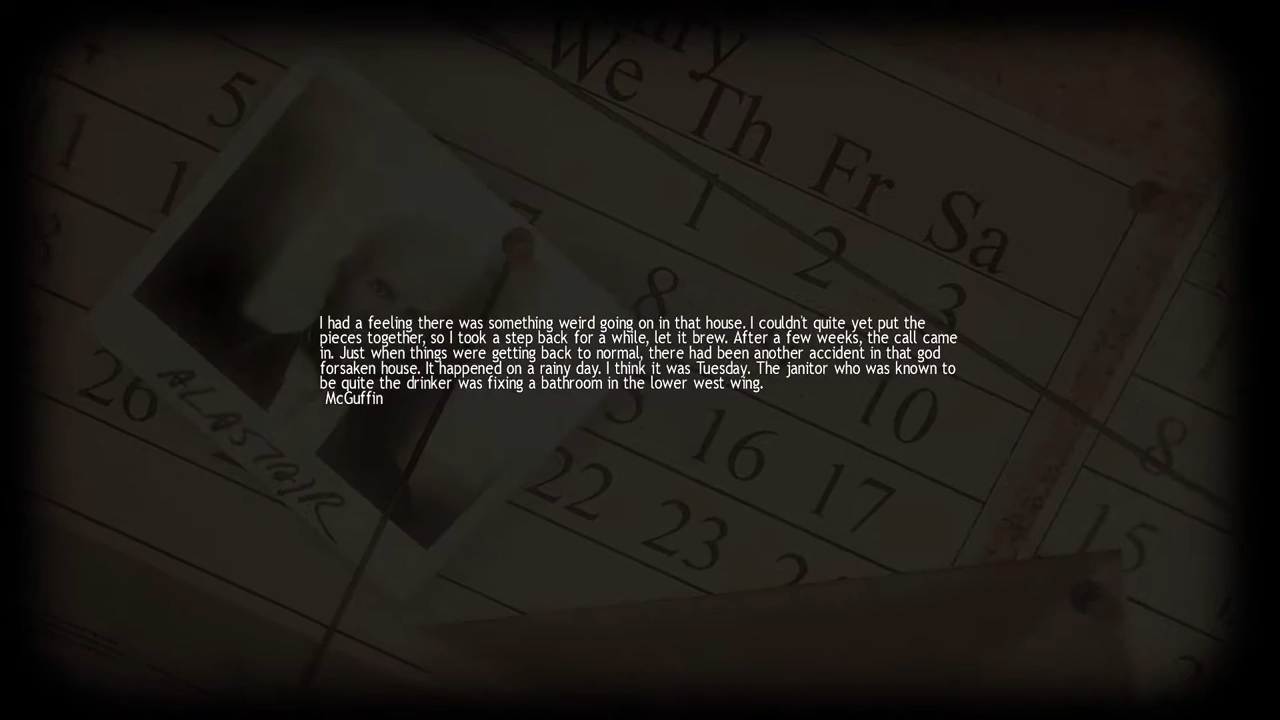 We Th Fr Sa
5
1 2 3
1 1 7
8
8
26 ALASTAIR
10
8
16 17
22 23
15
I had a feeling there was something weird going on in that house. I couldn't quite yet put the
pieces together, so I took a step back for a while, let it brew. After a few weeks, the call came
in. Just when things were getting back to normal, there had been another accident in that god
forsaken house. It happened on a rainy day. I think it was Tuesday. The janitor who was known to
be quite the drinker was fixing a bathroom in the lower west wing.
McGuffin